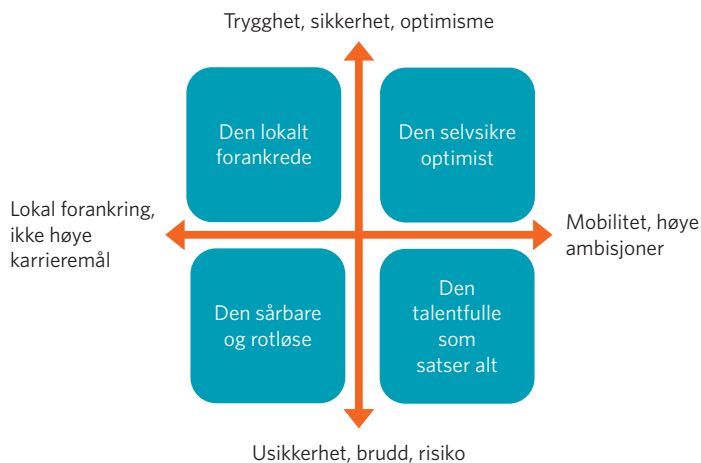 Trygghet, sikkerhet, optimisme
Den lokalt
forankrede
Den selvsikre
optimist
Lokal forankring,
ikke høye
karrieremål
Mobilitet, høye
ambisjoner
Den sårbare
og rotløse
Den
talentfulle
som
satser alt
Usikkerhet, brudd, risiko